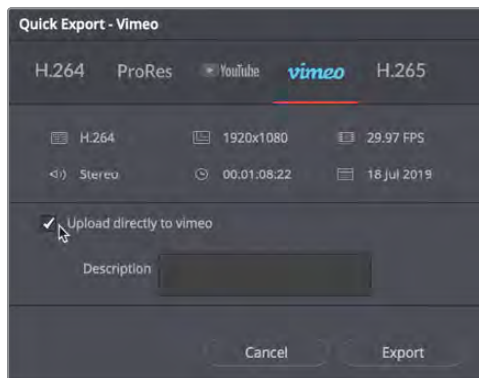 Quick Export - Vimeo
H.264 ProRes YouTube vimeo H.265
H.264 1920x1080 29.97 FPS
Stereo 00:01:08:22 18 Jul 2019
Upload directly to vimeo
Description
Cancel Export